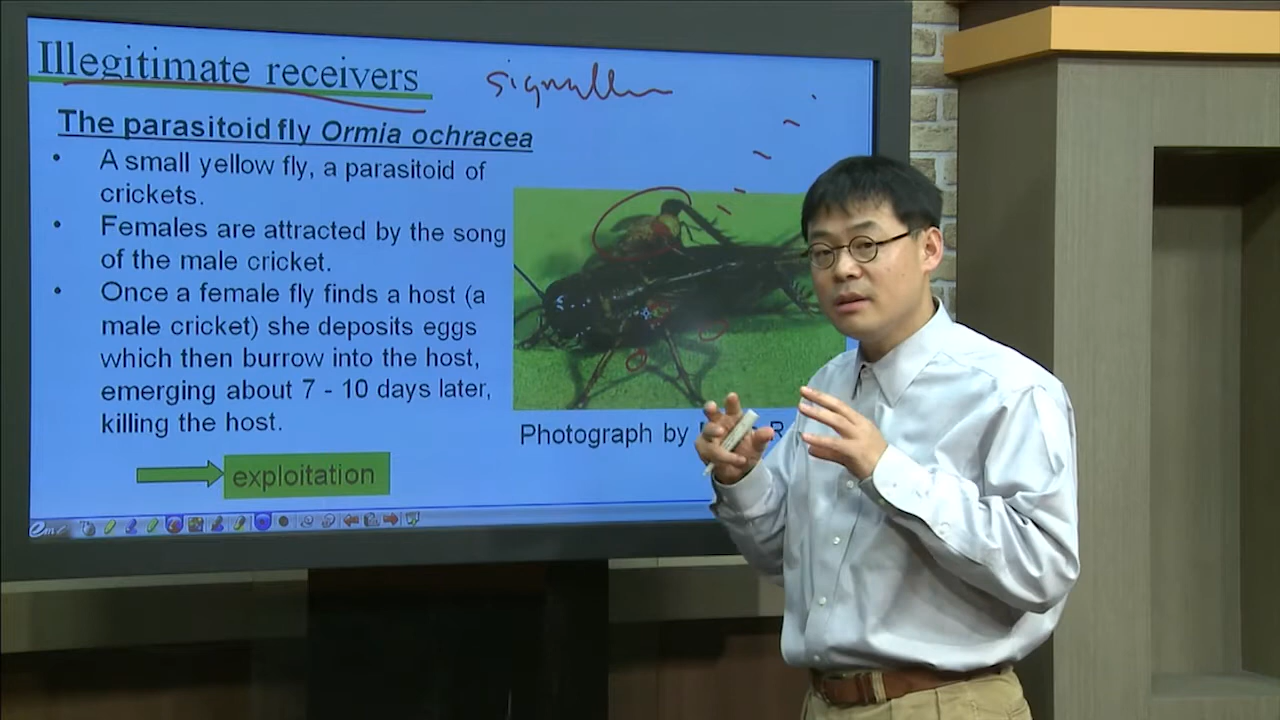 Illegitimate receivers
The parasitoid fly Ormia ochracea
• A small yellow fly, a parasitoid of
crickets.
• Females are attracted by the song
of the male cricket.
• Once a female fly finds a host (a
male cricket) she deposits eggs
which then burrow into the host,
emerging about 7 - 10 days later,
killing the host.
Photograph by
exploitation